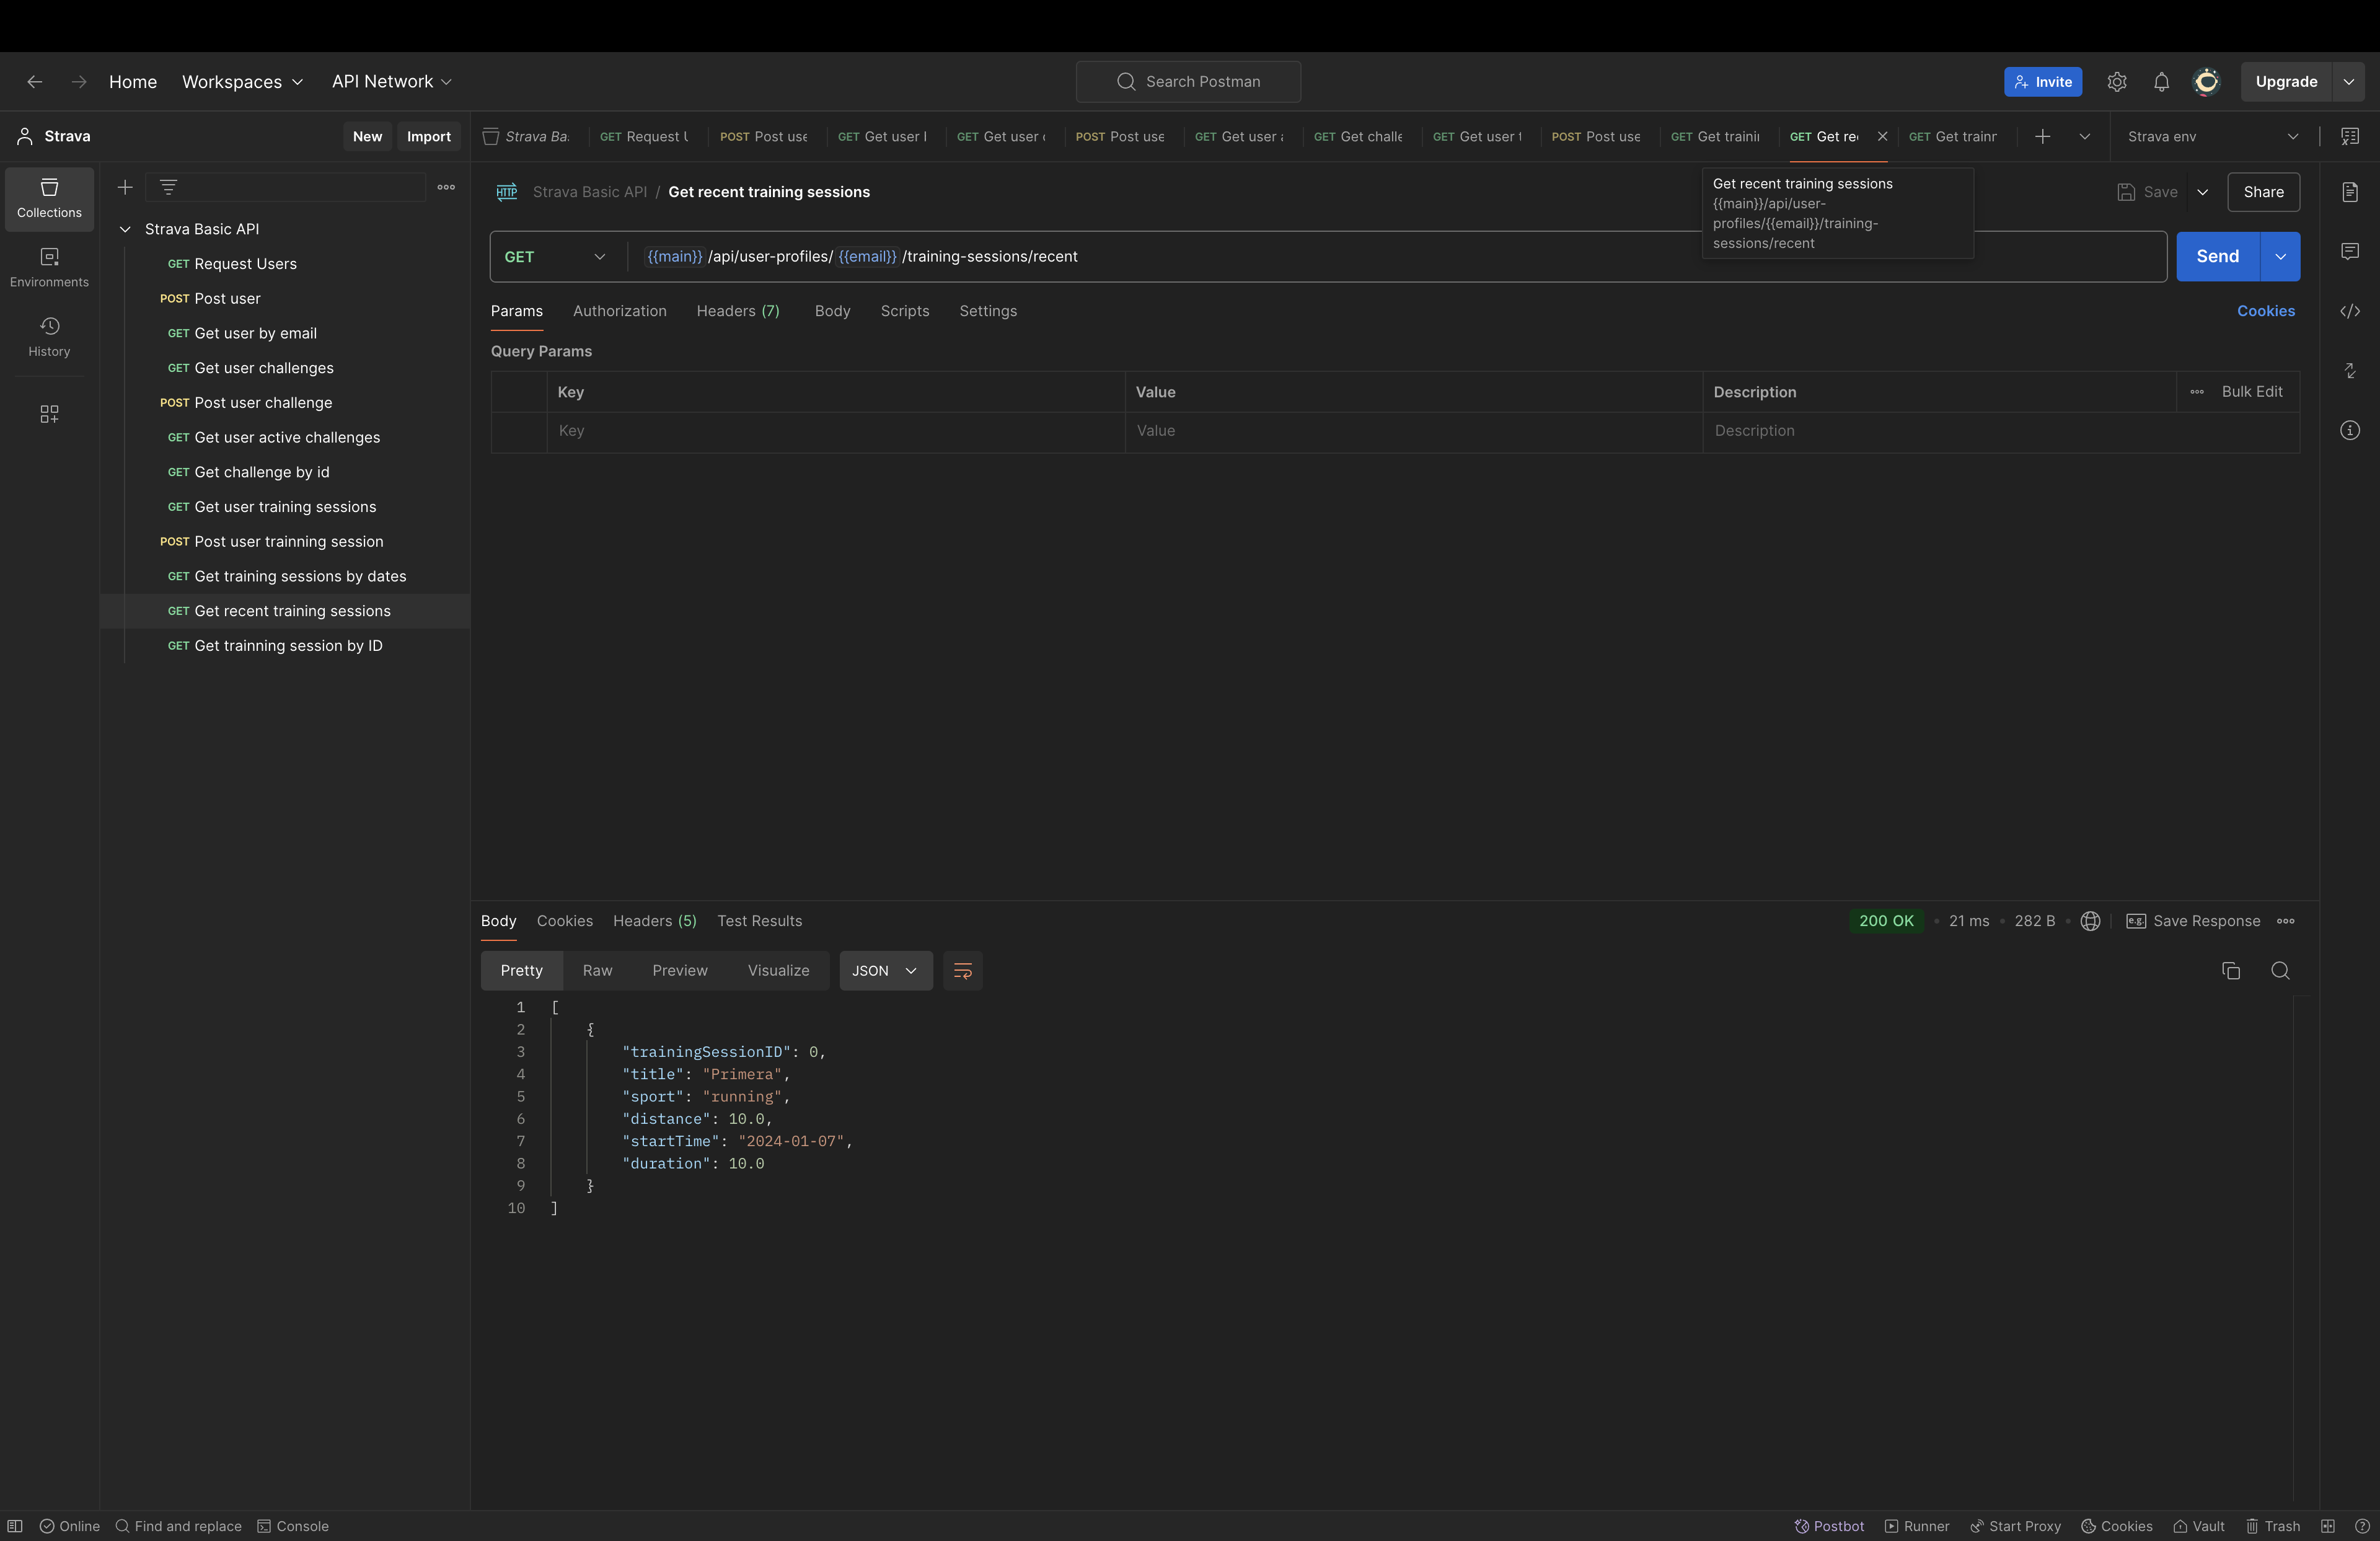 Home Workspaces API Network Search Postman Invite Upgrade
Strava New Import
Strava Ba. GET Request U POST Post use GET Get user GET Get user POST Post use GET Get user GET Get challe GET Get user POST Post use GET Get traini GET Get re GET Get trainr Strava env
Collections
Environments
History
Strava Basic API
GET Request Users
POST Post user
GET Get user by email
GET Get user challenges
POST Post user challenge
GET Get user active challenges
GET Get challenge by id
GET Get user training sessions
POST Post user trainning session
GET Get training sessions by dates
GET Get recent training sessions
GET Get trainning session by ID
HTTP Strava Basic API / Get recent training sessions
Get recent training sessions
{{main}}/api/user-
profiles/{{email}}/training-
sessions/recent
Save Share
GET {{main}} /api/user-profiles/ {{email}} /training-sessions/recent Send
Params Authorization Headers (7) Body Scripts Settings Cookies
Query Params
Key Value Description Bulk Edit
Key Value Description
Body Cookies Headers (5) Test Results 200 OK 21 ms 282 B e.g. Save Response
Pretty Raw Preview Visualize JSON
1 [
2 {
3 "trainingSessionID": 0,
4 "title": "Primera",
5 "sport": "running",
6 "distance": 10.0,
7 "startTime": "2024-01-07",
8 "duration": 10.0
9 }
10 ]
Online Find and replace Console Postbot Runner Start Proxy Cookies Vault Trash